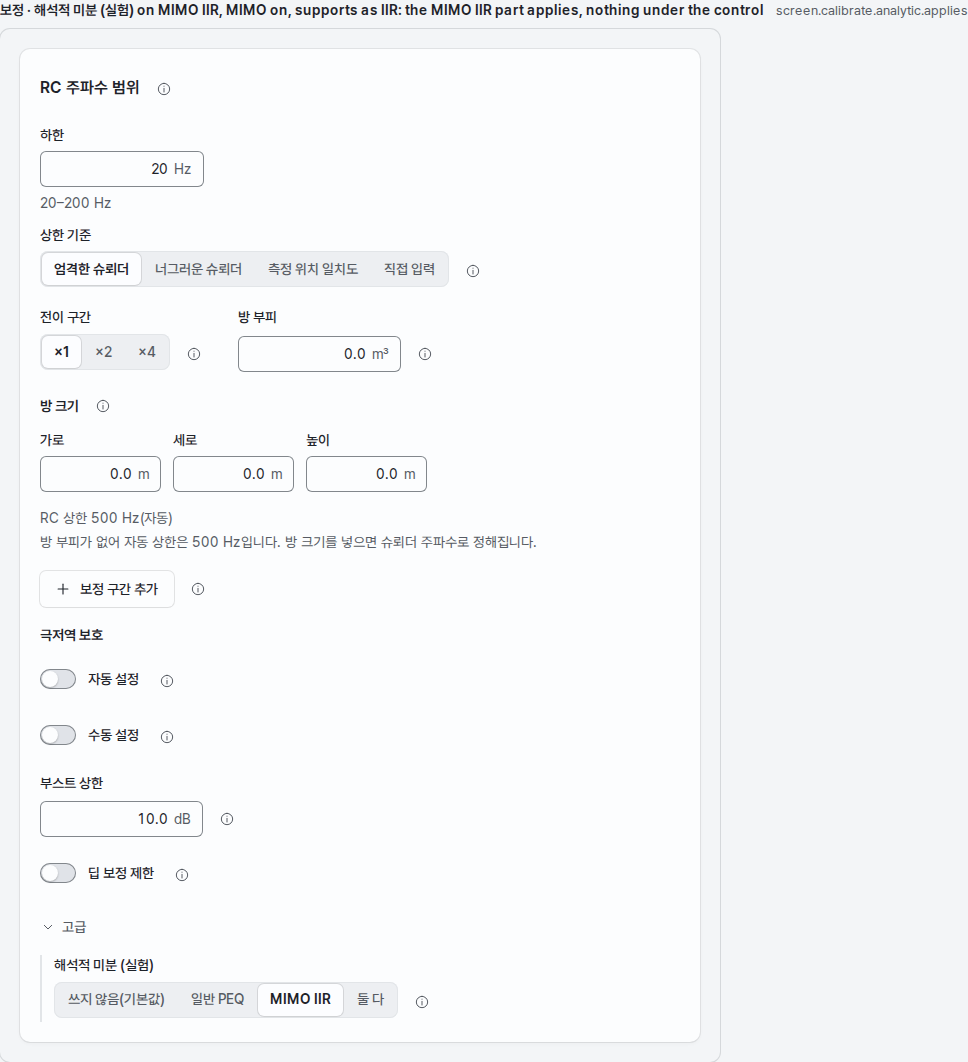 보정 · 해석적 미분 (실험) on MIMO IIR, MIMO on, supports as IIR: the MIMO IIR part applies, nothing under the control screen.calibrate.analytic.applies
RC 주파수 범위
하한
20 Hz
20–200 Hz
상한 기준
엄격한 슈뢰더 너그러운 슈뢰더 측정 위치 일치도 직접 입력
전이 구간 방 부피
×1 ×2 ×4 0.0 m³
방 크기
가로 세로 높이
0.0 m 0.0 m 0.0 m
RC 상한 500 Hz(자동)
방 부피가 없어 자동 상한은 500 Hz입니다. 방 크기를 넣으면 슈뢰더 주파수로 정해집니다.
보정 구간 추가
극저역 보호
자동 설정
수동 설정
부스트 상한
10.0 dB
딥 보정 제한
고급
해석적 미분 (실험)
쓰지 않음(기본값) 일반 PEQ MIMO IIR 둘 다